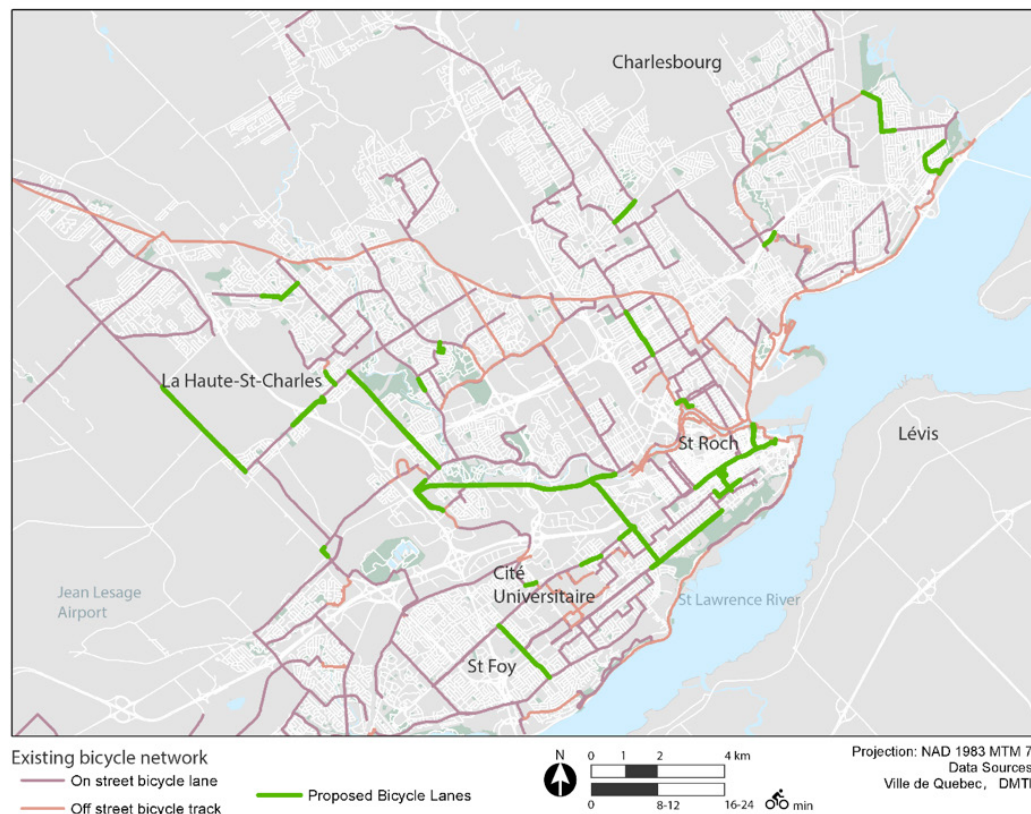 Charlesbourg
La Haute-St-Charles
St Roch
Lévis
Cité
Universitaire
Jean Lesage
Airport
St Lawrence River
St Foy
Existing bicycle network
On street bicycle lane
Off street bicycle track
Proposed Bicycle Lanes
N
0 1 2 4 km
0 8-12 16-24 min
Projection: NAD 1983 MTM 7
Data Sources
Ville de Quebec, DMTI